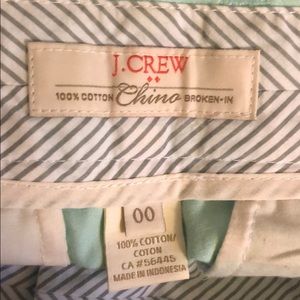 J.CREW
100% COTTON Chino BROKEN-IN
00
100% COTTON/
COTON
CA #56445
MADE IN INDONESIA